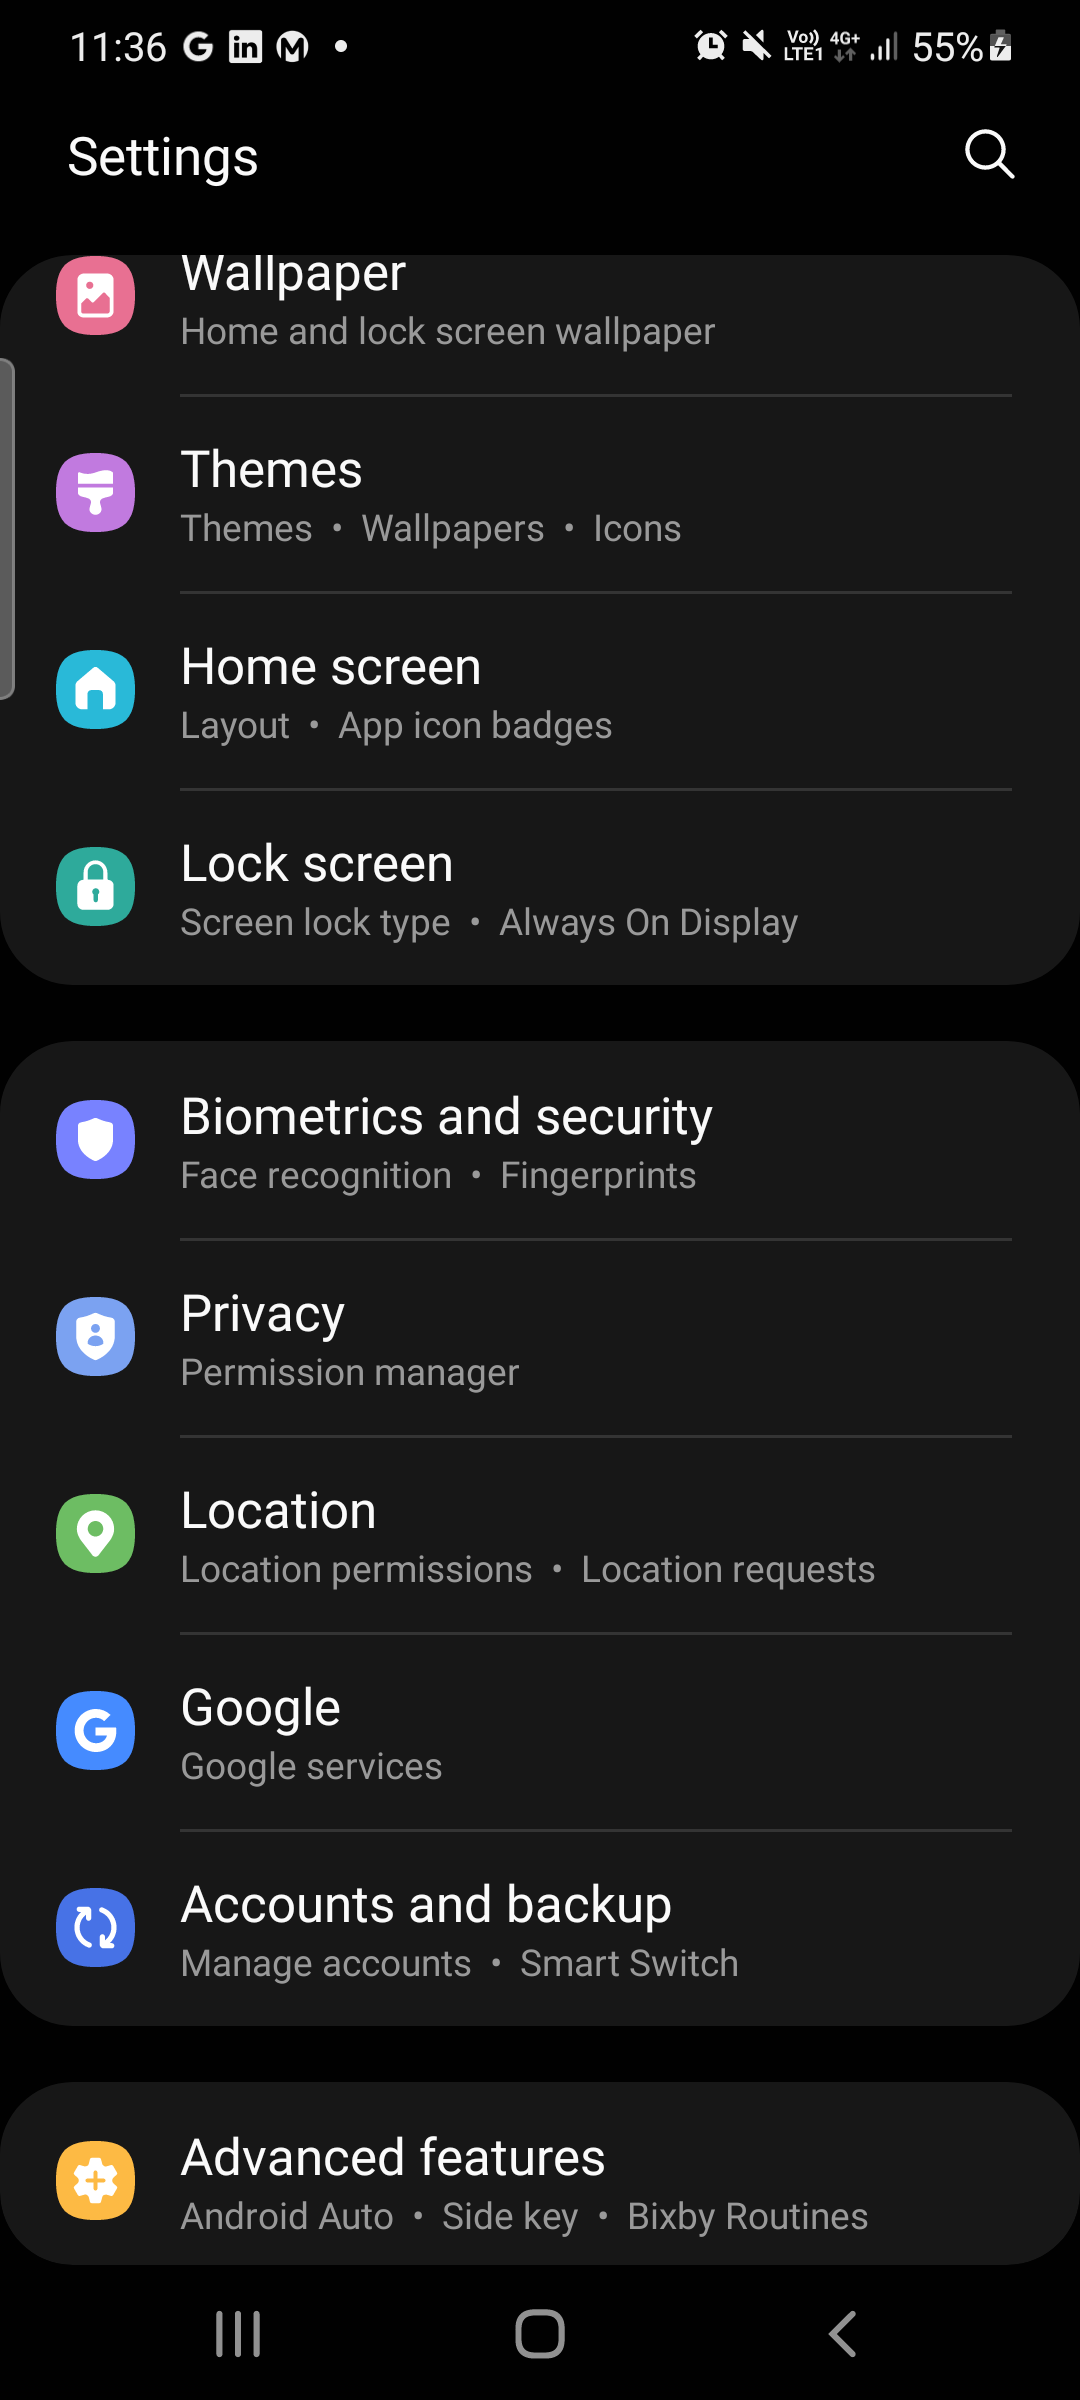 11:36 Vo)) LTE1 4G+ 55%
Settings
Wallpaper
Home and lock screen wallpaper
Themes
Themes • Wallpapers • Icons
Home screen
Layout • App icon badges
Lock screen
Screen lock type • Always On Display
Biometrics and security
Face recognition • Fingerprints
Privacy
Permission manager
Location
Location permissions • Location requests
Google
Google services
Accounts and backup
Manage accounts • Smart Switch
Advanced features
Android Auto • Side key • Bixby Routines